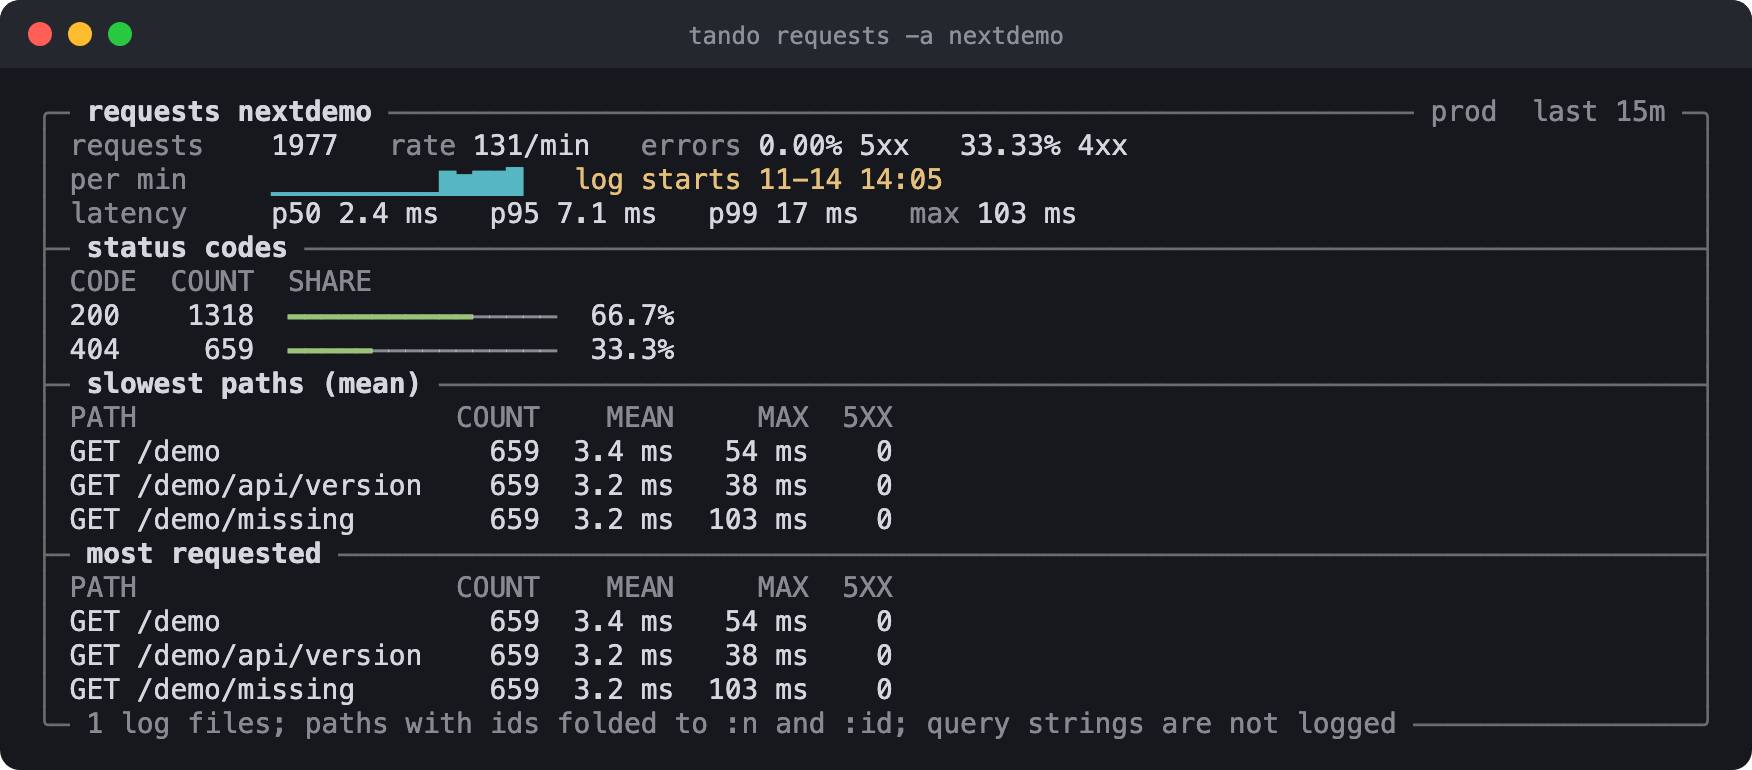 tando requests -a nextdemo
requests nextdemo prod last 15m
requests 1977 rate 131/min errors 0.00% 5xx 33.33% 4xx
per min log starts 11-14 14:05
latency p50 2.4 ms p95 7.1 ms p99 17 ms max 103 ms
status codes
CODE COUNT SHARE
200 1318 66.7%
404 659 33.3%
slowest paths (mean)
PATH COUNT MEAN MAX 5XX
GET /demo 659 3.4 ms 54 ms 0
GET /demo/api/version 659 3.2 ms 38 ms 0
GET /demo/missing 659 3.2 ms 103 ms 0
most requested
PATH COUNT MEAN MAX 5XX
GET /demo 659 3.4 ms 54 ms 0
GET /demo/api/version 659 3.2 ms 38 ms 0
GET /demo/missing 659 3.2 ms 103 ms 0
1 log files; paths with ids folded to :n and :id; query strings are not logged